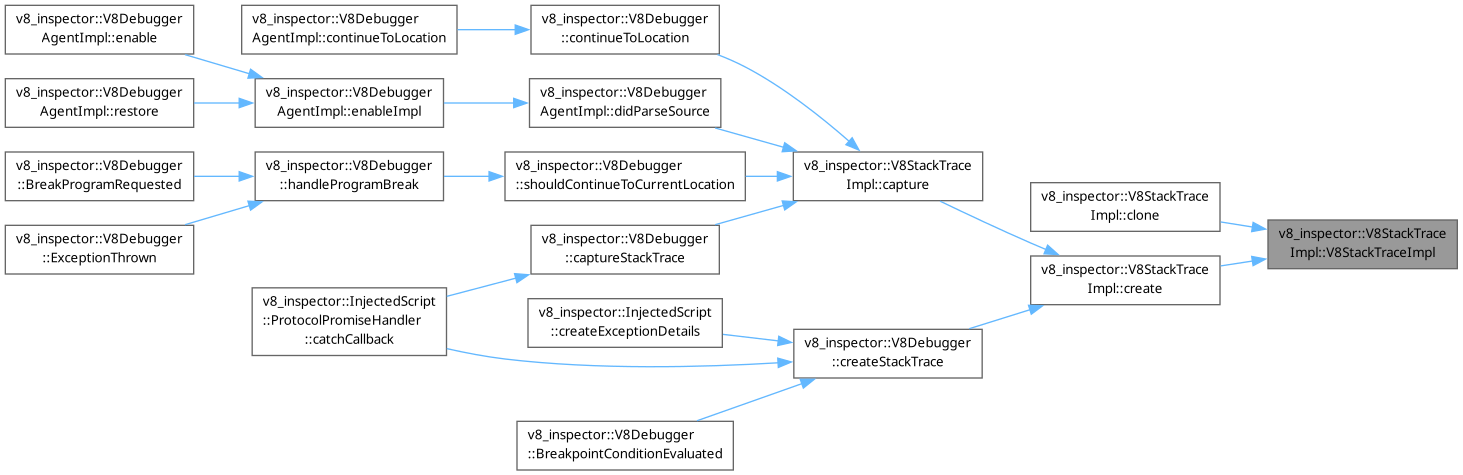 v8_inspector::V8Debugger
AgentImpl::enable
v8_inspector::V8Debugger
AgentImpl::continueToLocation
v8_inspector::V8Debugger
::continueToLocation
v8_inspector::V8Debugger
AgentImpl::restore
v8_inspector::V8Debugger
AgentImpl::enableImpl
v8_inspector::V8Debugger
AgentImpl::didParseSource
v8_inspector::V8Debugger
::BreakProgramRequested
v8_inspector::V8Debugger
::handleProgramBreak
v8_inspector::V8Debugger
::shouldContinueToCurrentLocation
v8_inspector::V8StackTrace
Impl::capture
v8_inspector::V8StackTrace
Impl::clone
v8_inspector::V8StackTrace
Impl::V8StackTraceImpl
v8_inspector::V8Debugger
::ExceptionThrown
v8_inspector::V8Debugger
::captureStackTrace
v8_inspector::V8StackTrace
Impl::create
v8_inspector::InjectedScript
::ProtocolPromiseHandler
::catchCallback
v8_inspector::InjectedScript
::createExceptionDetails
v8_inspector::V8Debugger
::createStackTrace
v8_inspector::V8Debugger
::BreakpointConditionEvaluated